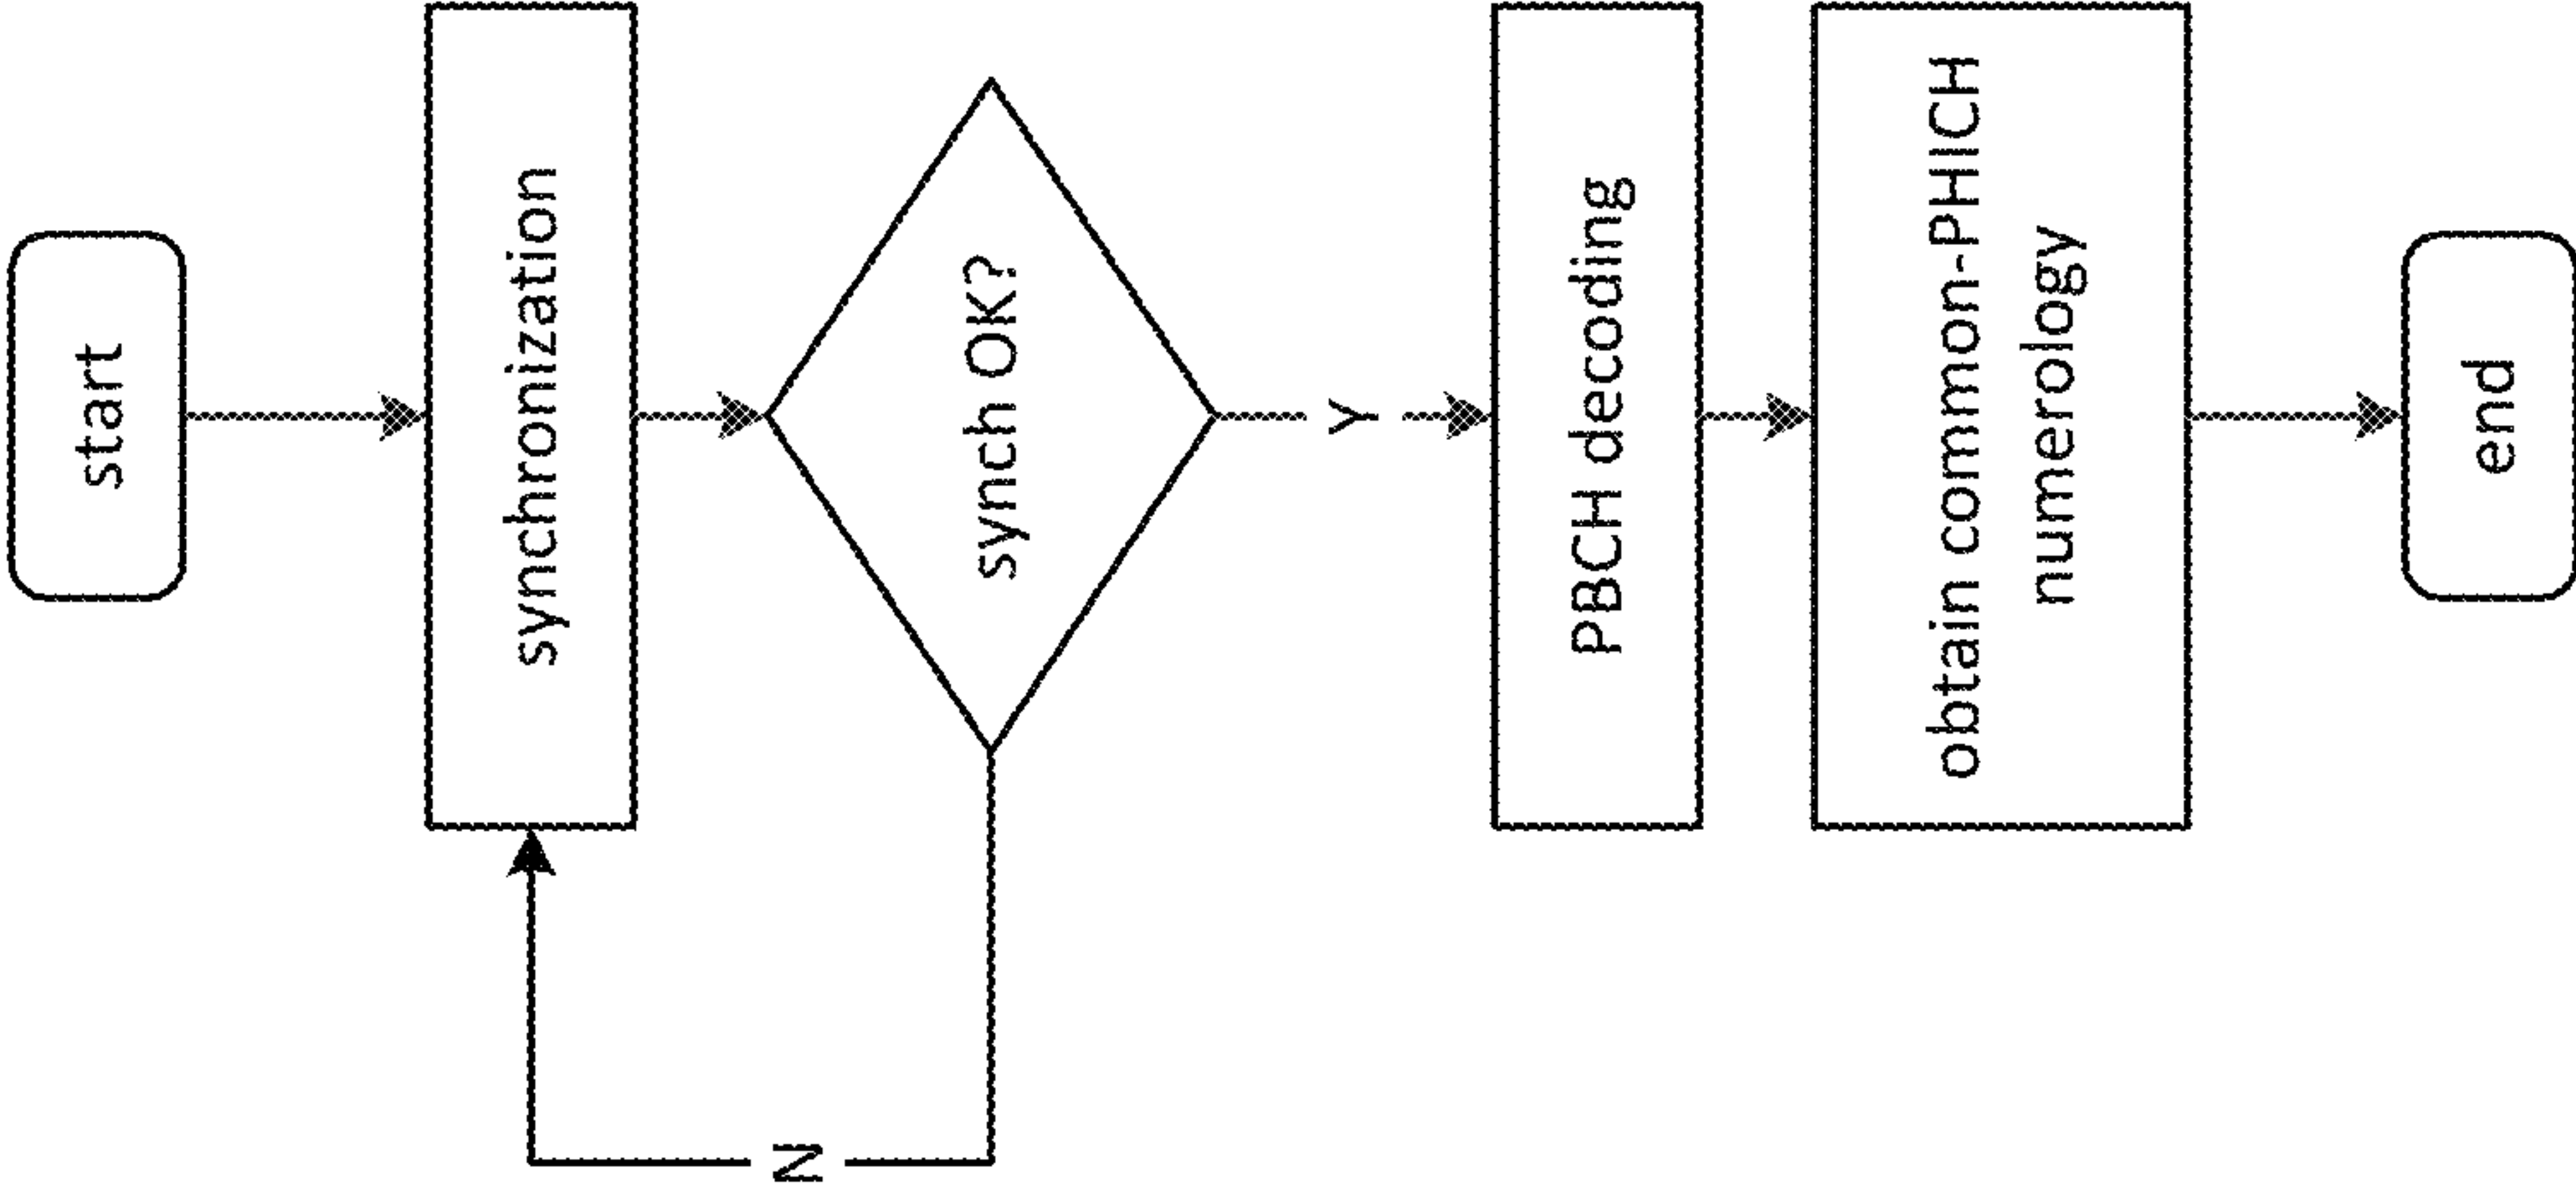 start
synchronization
synch OK?
N
Y
PBCH decoding
obtain common-PHICH
numerology
end